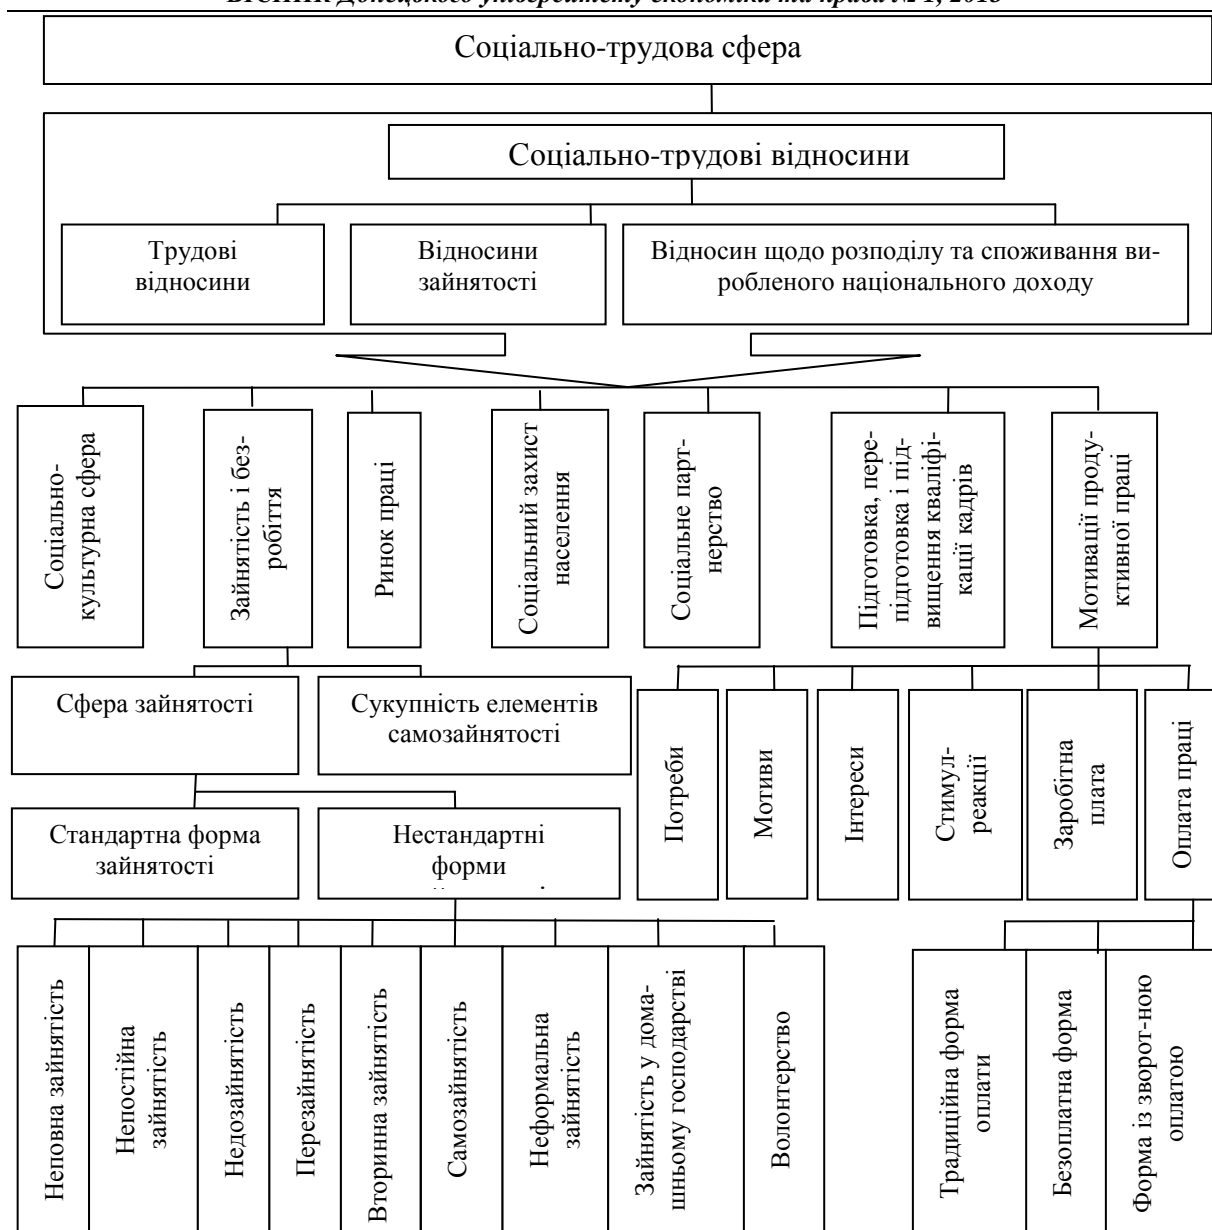 Соціально-трудова сфера
Соціально-трудові відносини
Трудові
відносини
Відносини
зайнятості
Відносин щодо розподілу та споживання ви-
робленого національного доходу
Соціально-
культурна сфера
Зайнятість і без-
робіття
Ринок праці
Соціальний захист
населення
Соціальне парт-
нерство
Підготовка, пере-
підготовка і під-
вищення кваліфі-
кації кадрів
Мотивації проду-
ктивної праці
Сфера зайнятості
Сукупність елементів
самозайнятості
Потреби
Мотиви
Інтереси
Стимул-
реакції
Заробітна
плата
Оплата праці
Стандартна форма
зайнятості
Нестандартні
форми
Неповна зайнятість
Непостійна
зайнятість
Недозайнятість
Перезайнятість
Вторинна зайнятість
Самозайнятість
Неформальна
зайнятість
Зайнятість у дома-
шньому господарстві
Волонтерство
Традиційна форма
оплати
Безоплатна форма
Форма із зворот-ною
оплатою